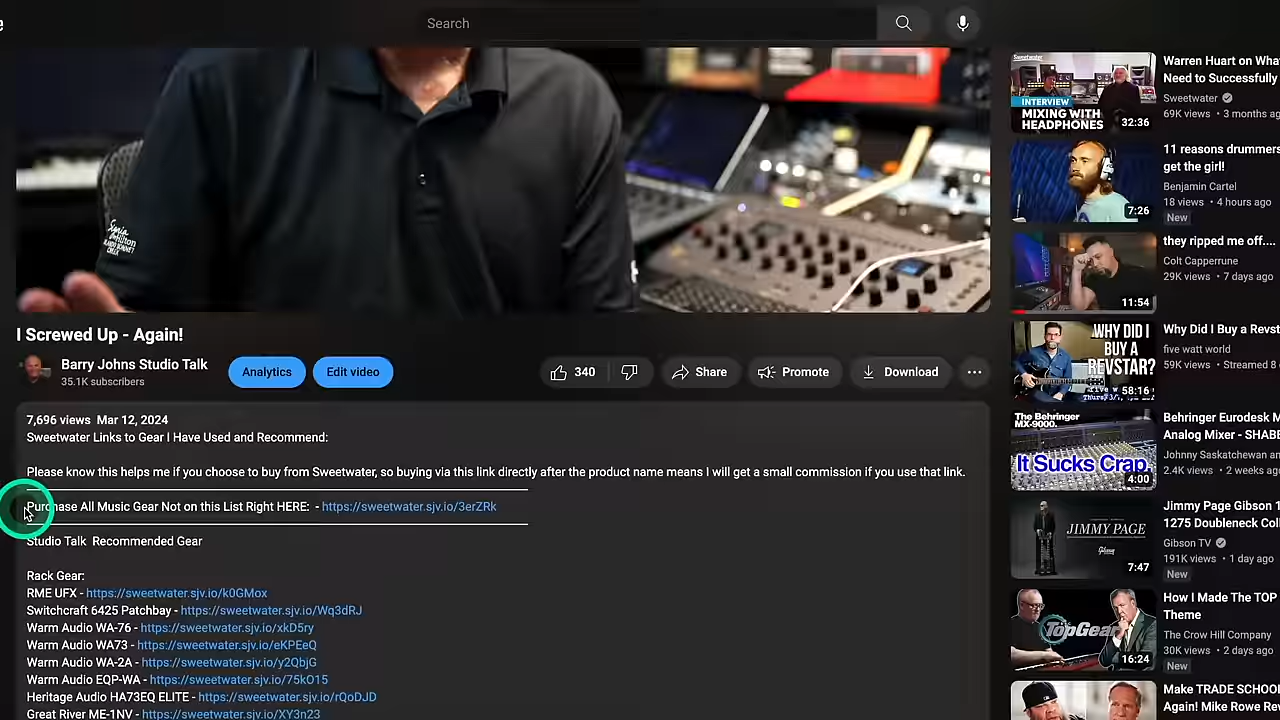 e
Search
I Screwed Up - Again!
Barry Johns Studio Talk
35.1K subscribers
Analytics
Edit video
340
Share
Promote
Download
7,696 views Mar 12, 2024
Sweetwater Links to Gear I Have Used and Recommend:
Please know this helps me if you choose to buy from Sweetwater, so buying via this link directly after the product name means I will get a small commission if you use that link.
Purchase All Music Gear Not on this List Right HERE: - https://sweetwater.sjv.io/3erZRk
Studio Talk Recommended Gear
Rack Gear:
RME UFX - https://sweetwater.sjv.io/k0GMox
Switchcraft 6425 Patchbay - https://sweetwater.sjv.io/Wq3dRJ
Warm Audio WA-76 - https://sweetwater.sjv.io/xkD5ry
Warm Audio WA73 - https://sweetwater.sjv.io/eKPEeQ
Warm Audio WA-2A - https://sweetwater.sjv.io/y2QbjG
Warm Audio EQP-WA - https://sweetwater.sjv.io/75kO15
Heritage Audio HA73EQ ELITE - https://sweetwater.sjv.io/rQoDJD
Great River ME-1NV - https://sweetwater.sjv.io/XY3n23
Sweetwater
INTERVIEW
MIXING WITH
HEADPHONES
32:36
Warren Huart on Wha
Need to Successfully
Sweetwater
69K views • 3 months ag
7:26
11 reasons drummers
get the girl!
Benjamin Cartel
18 views • 4 hours ago
New
11:54
they ripped me off....
Colt Capperrune
29K views • 7 days ago
WHY DID I
BUY A
REVSTAR?
five watt world
58:16
Why Did I Buy a Revst
five watt world
59K views • Streamed 8
The Behringer
MX-9000.
It Sucks Crap.
4:00
Behringer Eurodesk M
Analog Mixer - SHABE
Johnny Saskatchewan an
2.4K views • 2 weeks ag
JIMMY PAGE
Gibson
7:47
Jimmy Page Gibson 1
1275 Doubleneck Coll
Gibson TV
191K views • 1 day ago
New
TopGear
16:24
How I Made The TOP
Theme
The Crow Hill Company
30K views • 2 days ago
New
Make TRADE SCHOO
Again! Mike Rowe Rev